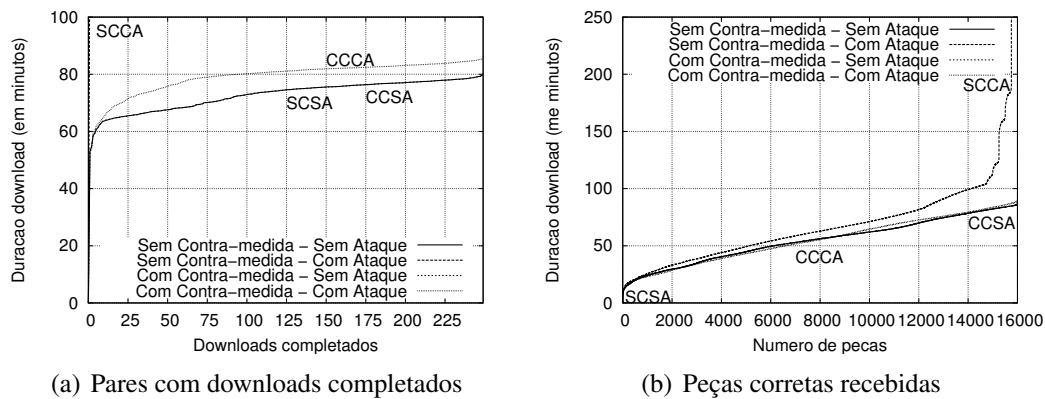 100
80
60
40
20
0
Duracao download (em minutos)
SCCA
CCCA
SCSA
CCSA
Sem Contra−medida − Sem Ataque
Sem Contra−medida − Com Ataque
Com Contra−medida − Sem Ataque
Com Contra−medida − Com Ataque
0 25 50 75 100 125 150 175 200 225
Downloads completados
(a) Pares com downloads completados
250
200
150
100
50
0
Duracao download (me minutos)
Sem Contra−medida − Sem Ataque
Sem Contra−medida − Com Ataque
Com Contra−medida − Sem Ataque
Com Contra−medida − Com Ataque
SCCA
CCSA
CCCA
SCSA
0 2000 4000 6000 8000 10000 12000 14000 16000
Numero de pecas
(b) Peças corretas recebidas